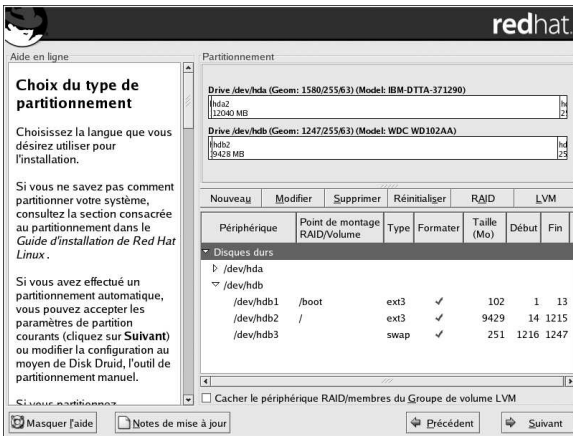 redhat.
Aide en ligne
Choix du type de
partitionnement
Choisissez la langue que vous
désirez utiliser pour
l'installation.
Si vous ne savez pas comment
partitionner votre système,
consultez la section consacrée
au partitionnement dans le
Guide d'installation de Red Hat
Linux .
Si vous avez effectué un
partitionnement automatique,
vous pouvez accepter les
paramètres de partition
courants (cliquez sur Suivant)
ou modifier la configuration au
moyen de Disk Druid, l'outil de
partitionnement manuel.
Si vous partitionnez
Partitionnement
Drive /dev/hda (Geom: 1580/255/63) (Model: IBM-DTTA-371290)
hda2
12040 MB
Drive /dev/hdb (Geom: 1247/255/63) (Model: WDC WD102AA)
hdb2
9428 MB
hd
25
Nouveau Modifier Supprimer Réinitialiser RAID LVM
Périphérique Point de montage RAID/Volume Type Formater Taille (Mo) Début Fin
Disques durs
/dev/hda
/dev/hdb
/dev/hdb1 /boot ext3 ✓ 102 1 13
/dev/hdb2 / ext3 ✓ 9429 14 1215
/dev/hdb3 swap ✓ 251 1216 1247
Cacher le périphérique RAID/membres du Groupe de volume LVM
Masquer l'aide Notes de mise à jour Précédent Suivant